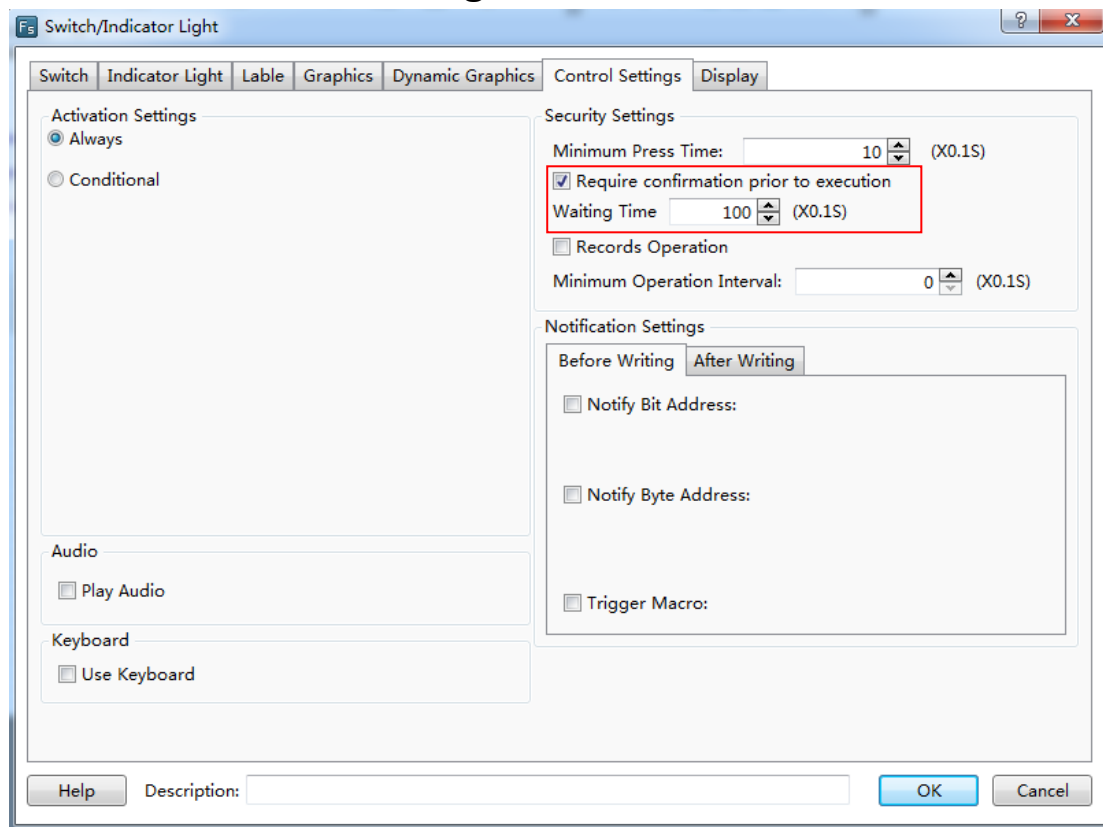 Fs Switch/Indicator Light
Switch Indicator Light Lable Graphics Dynamic Graphics Control Settings Display
Activation Settings
Always
Conditional
Security Settings
Minimum Press Time: 10 (X0.1S)
Require confirmation prior to execution
Waiting Time 100 (X0.1S)
Records Operation
Minimum Operation Interval: 0 (X0.1S)
Notification Settings
Before Writing After Writing
Notify Bit Address:
Notify Byte Address:
Trigger Macro:
Audio
Play Audio
Keyboard
Use Keyboard
Help Description: OK Cancel